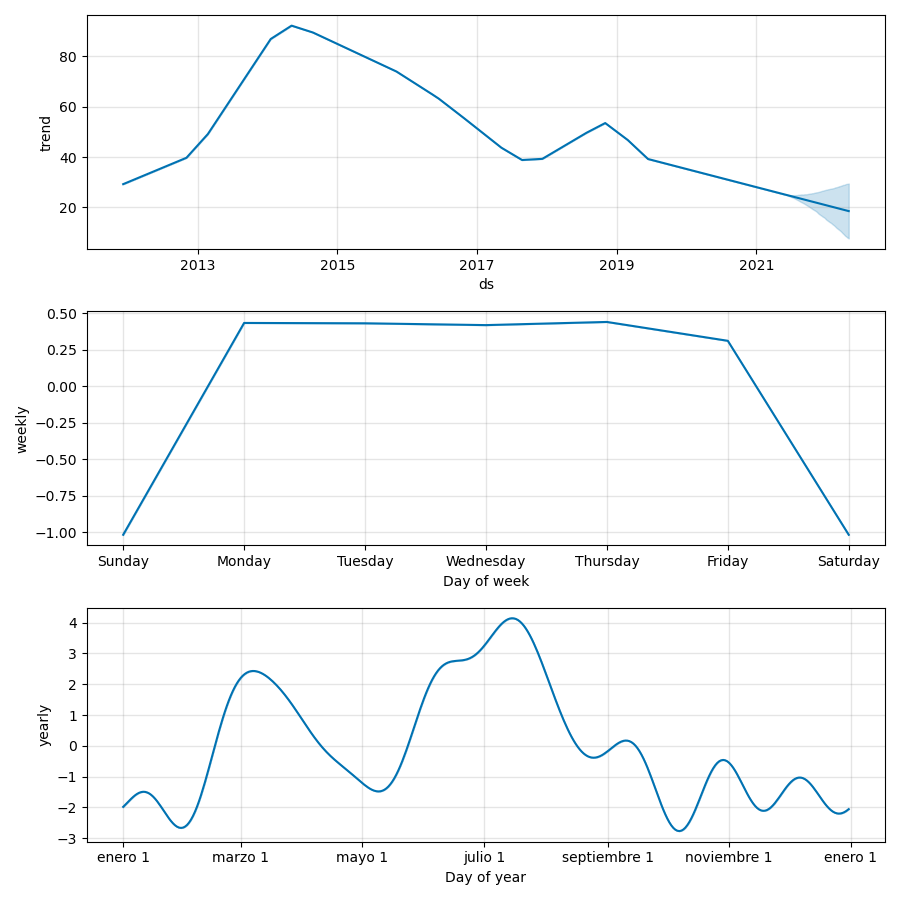 80
60
40
20
trend
2013 2015 2017 2019 2021
ds
0.50
0.25
0.00
−0.25
−0.50
−0.75
−1.00
weekly
Sunday Monday Tuesday Wednesday Thursday Friday Saturday
Day of week
4
3
2
1
0
−1
−2
−3
yearly
enero 1 marzo 1 mayo 1 julio 1 septiembre 1 noviembre 1 enero 1
Day of year